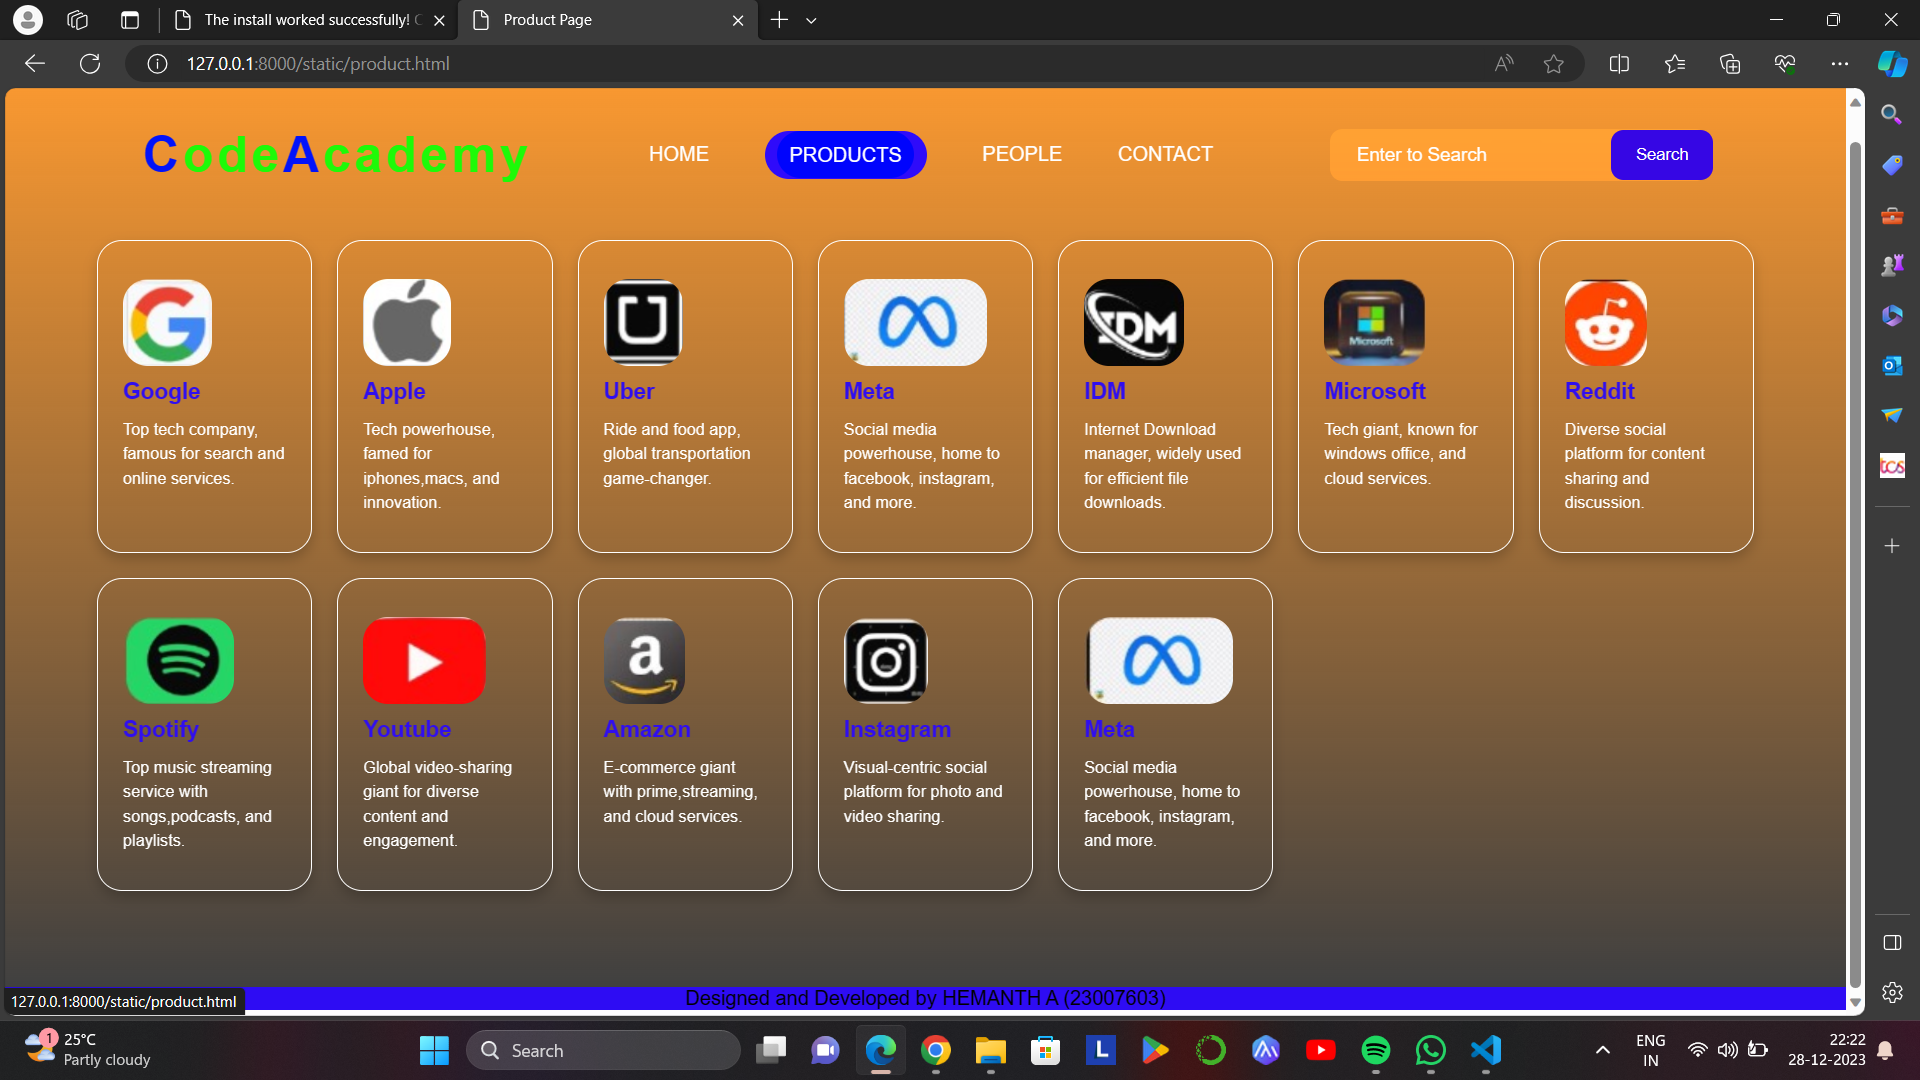 The install worked successfully! C
Product Page
127.0.0.1:8000/static/product.html
CodeAcademy
HOME
PRODUCTS
PEOPLE
CONTACT
Enter to Search
Search
IDM
Microsoft
Google
Top tech company,
famous for search and
online services.
Apple
Tech powerhouse,
famed for
iphones,macs, and
innovation.
Uber
Ride and food app,
global transportation
game-changer.
Meta
Social media
powerhouse, home to
facebook, instagram,
and more.
IDM
Internet Download
manager, widely used
for efficient file
downloads.
Microsoft
Tech giant, known for
windows office, and
cloud services.
Reddit
Diverse social
platform for content
sharing and
discussion.
Spotify
Top music streaming
service with
songs,podcasts, and
playlists.
Youtube
Global video-sharing
giant for diverse
content and
engagement.
a
Amazon
E-commerce giant
with prime,streaming,
and cloud services.
Instagram
Visual-centric social
platform for photo and
video sharing.
Meta
Social media
powerhouse, home to
facebook, instagram,
and more.
tcs
127.0.0.1:8000/static/product.html
Designed and Developed by HEMANTH A (23007603)
1
25°C
Partly cloudy
Search
L
ENG
IN
22:22
28-12-2023